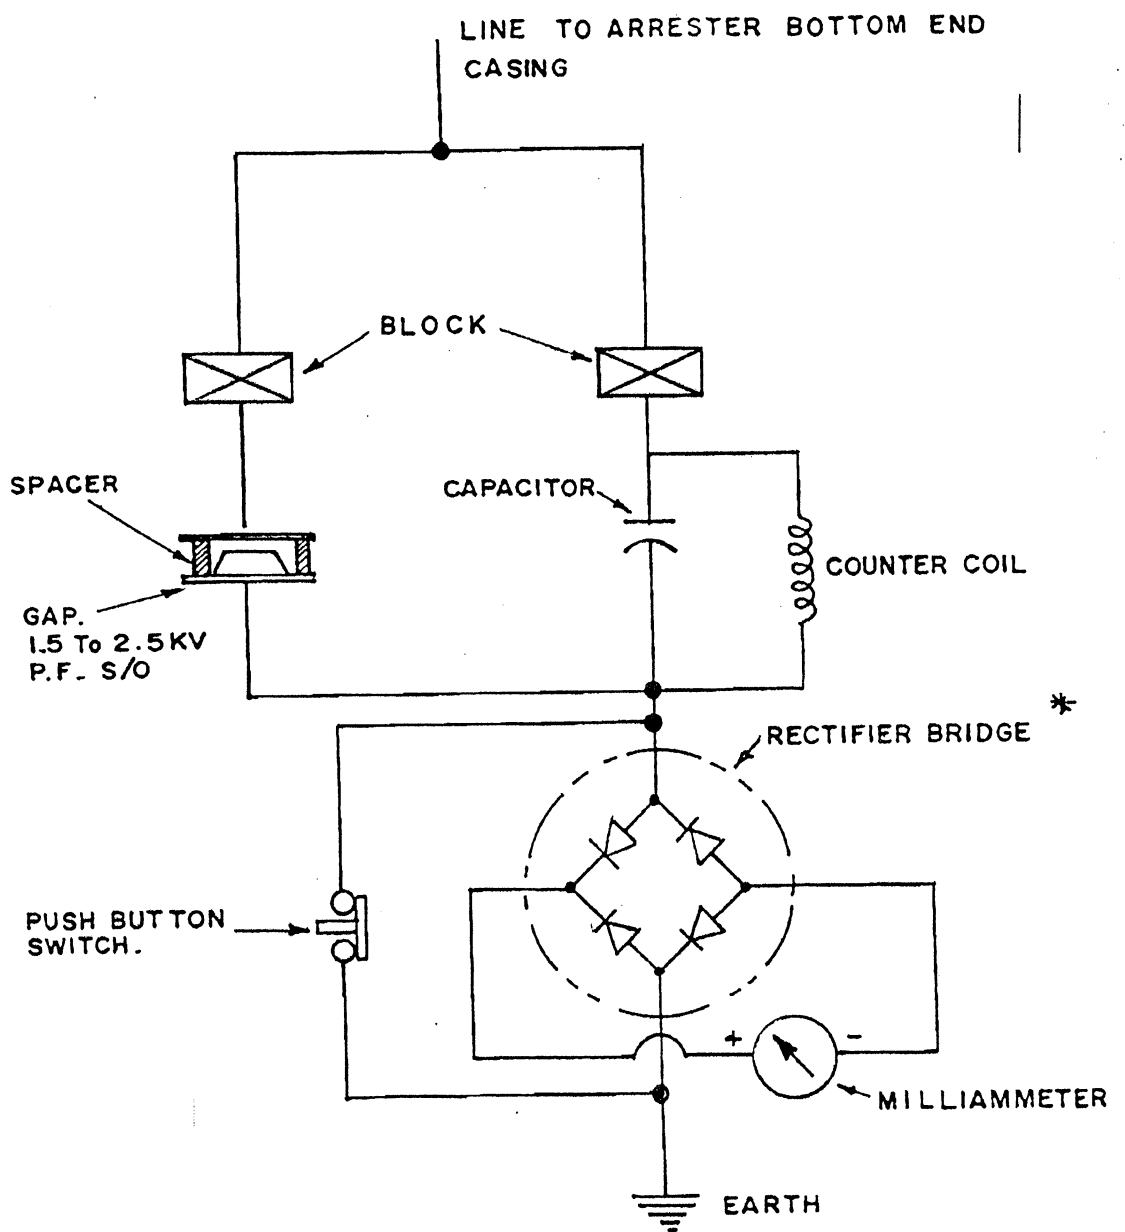 LINE TO ARRESTER BOTTOM END
CASING
BLOCK
SPACER
CAPACITOR
COUNTER COIL
GAP.
1.5 To 2.5KV
P.F. S/O
*
RECTIFIER BRIDGE
PUSH BUTTON
SWITCH.
+ -
MILLIAMMETER
EARTH